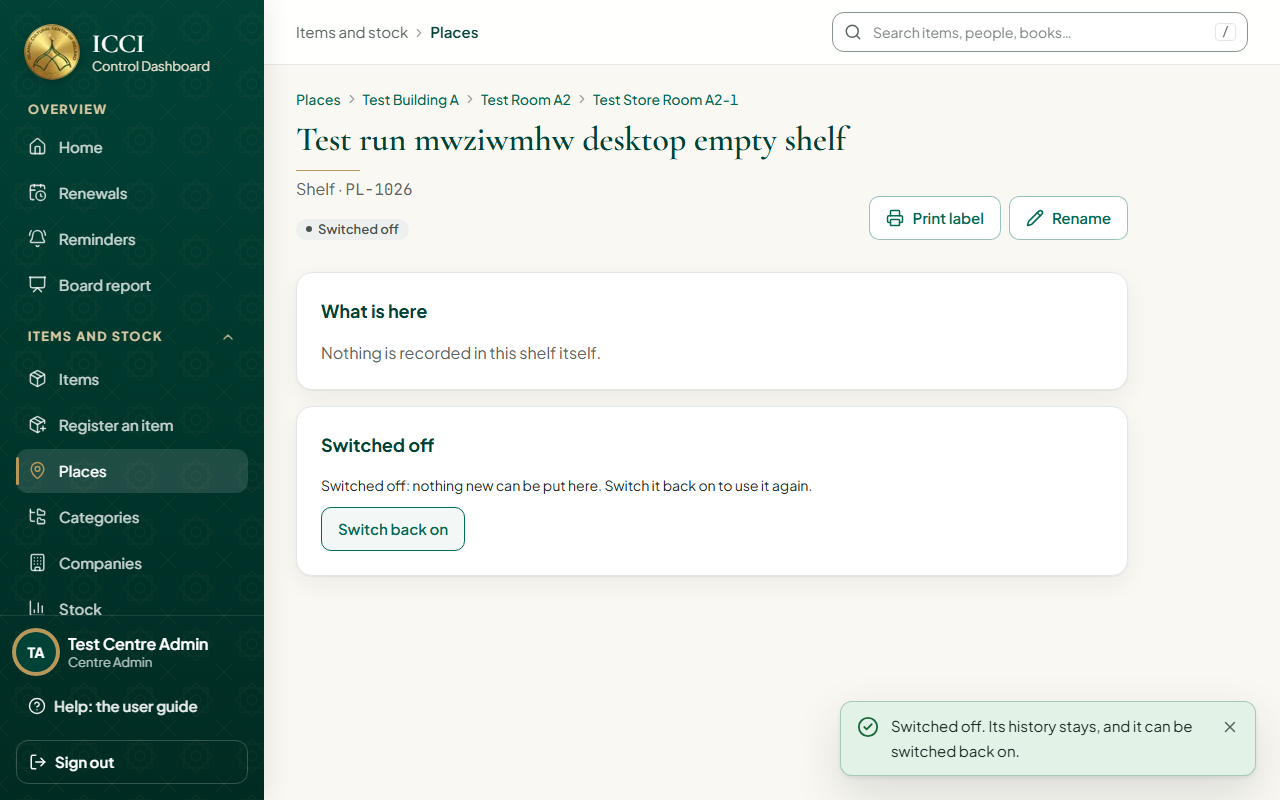 ICCI
Control Dashboard
OVERVIEW
Home
Renewals
Reminders
Board report
ITEMS AND STOCK
Items
Register an item
Places
Categories
Companies
Stock
TA
Test Centre Admin
Centre Admin
Help: the user guide
Sign out
Items and stock > Places
Search items, people, books… /
Places > Test Building A > Test Room A2 > Test Store Room A2-1
Test run mwziwmhw desktop empty shelf
Shelf · PL-1026
Switched off
Print label
Rename
What is here
Nothing is recorded in this shelf itself.
Switched off
Switched off: nothing new can be put here. Switch it back on to use it again.
Switch back on
Switched off. Its history stays, and it can be
switched back on.